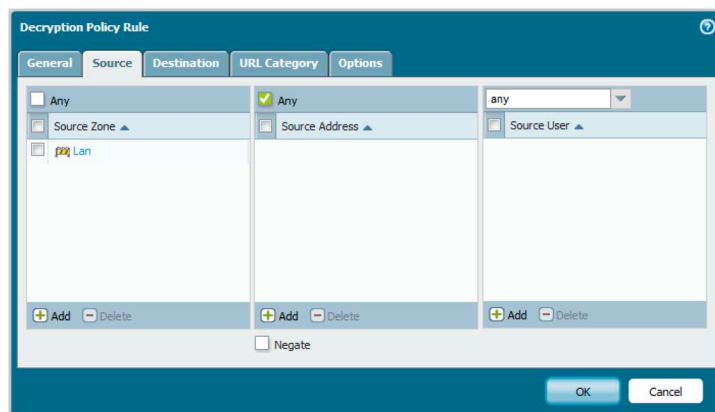 Decryption Policy Rule
General
Source
Destination
URL Category
Options
Any
Source Zone
Lan
Add
Delete
Any
Source Address
Add
Delete
Negate
any
Source User
Add
Delete
OK
Cancel